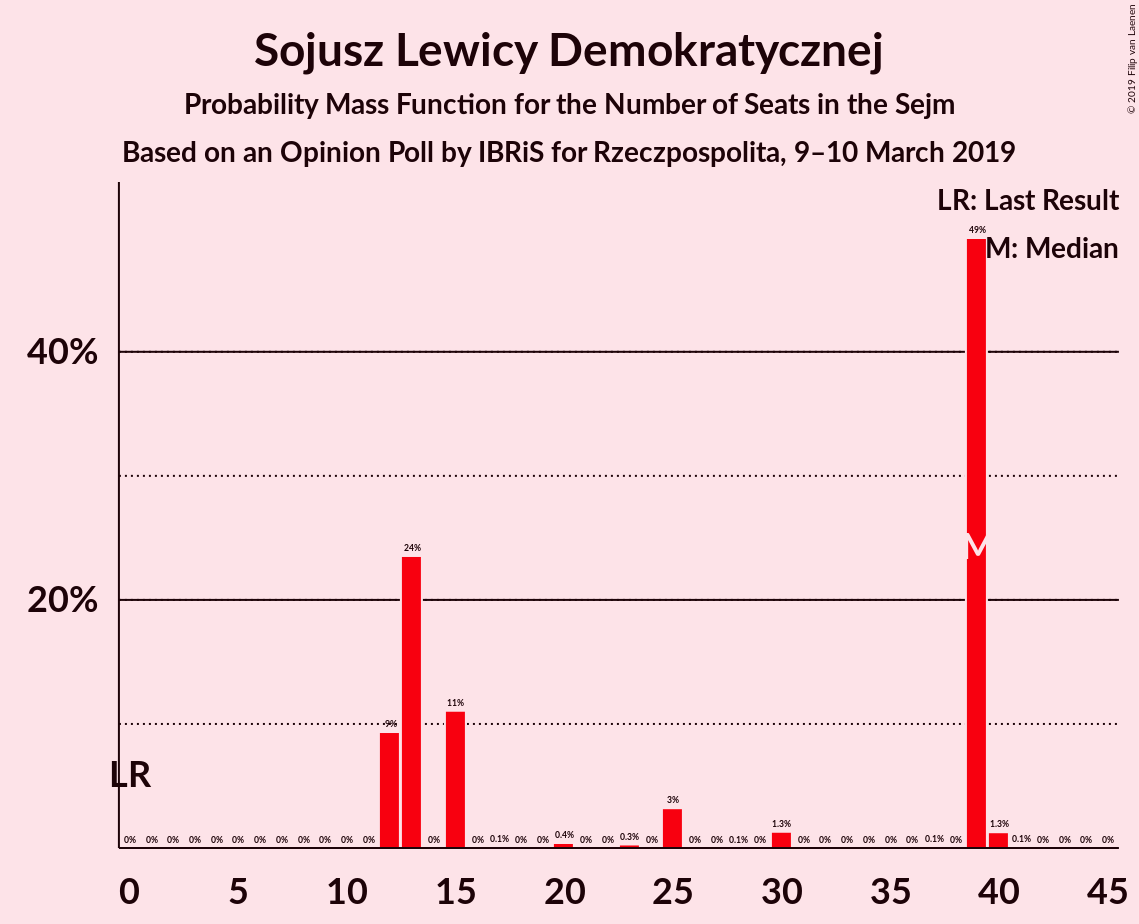 Sojusz Lewicy Demokratycznej
Probability Mass Function for the Number of Seats in the Sejm
Based on an Opinion Poll by IBRiS for Rzeczpospolita, 9–10 March 2019
© 2019 Filip van Laenen
LR: Last Result
M: Median
49%
40%
M
24%
20%
11%
9%
LR
3%
1.3% 1.3%
0% 0% 0% 0% 0% 0% 0% 0% 0% 0% 0% 0% 0% 0.1% 0% 0% 0.4% 0% 0% 0.3% 0% 0% 0% 0.1% 0% 0% 0% 0% 0% 0% 0% 0.1% 0% 0.1% 0% 0% 0% 0%
0 5 10 15 20 25 30 35 40 45